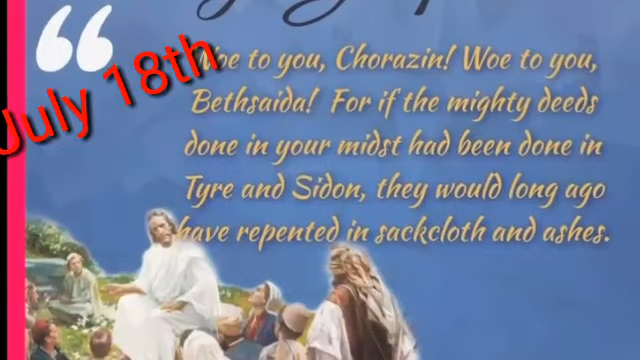 July 18th
Woe to you, Chorazin! Woe to you,
Bethsaida! For if the mighty deeds
done in your midst had been done in
Tyre and Sidon, they would long ago
have repented in sackcloth and ashes.